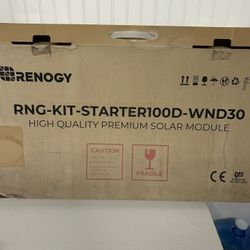 RENOGY
RNG-KIT-STARTER100D-WND30
HIGH QUALITY PREMIUM SOLAR MODULE
CAUTION
FRAGILE
CE